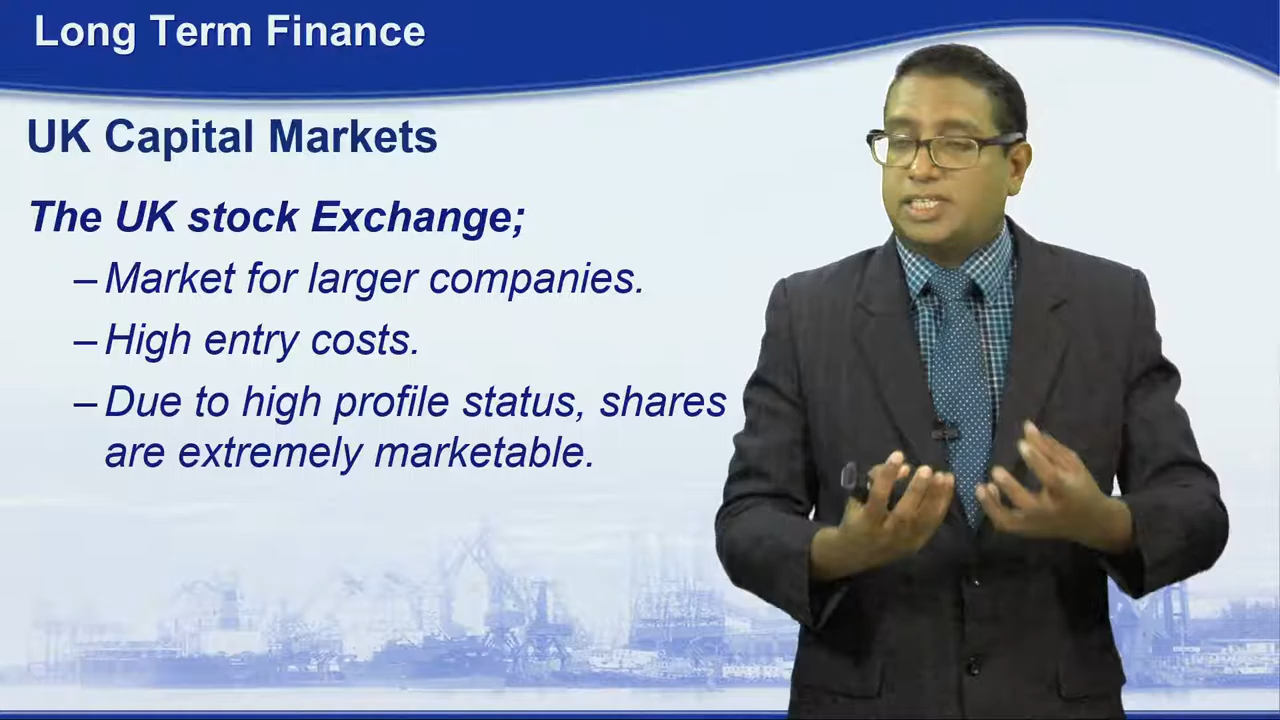 Long Term Finance
UK Capital Markets
The UK stock Exchange;
–Market for larger companies.
–High entry costs.
–Due to high profile status, shares
are extremely marketable.